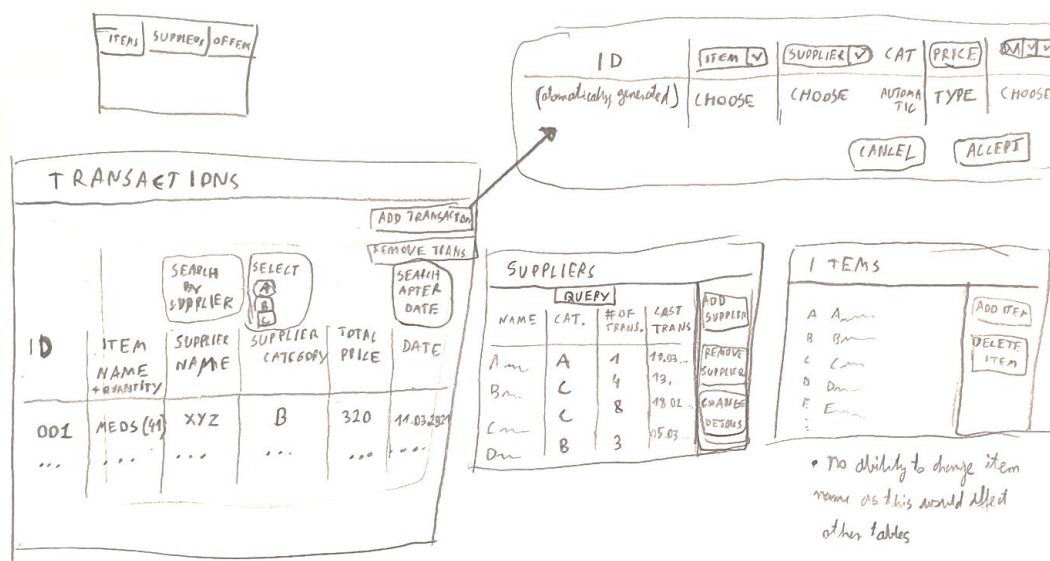 ITEMS SUPPLIERS OFFERS
ID ITEM SUPPLIER CAT PRICE
(automatically generated) CHOOSE CHOOSE AUTOMA TYPE CHOOSE
TIC
CANCEL ACCEPT
TRANSACTIONS
ADD TRANSACTION
REMOVE TRANS.
SEARCH
BY
SUPPLIER
SELECT
A
B
C
SEARCH
AFTER
DATE
ID
ITEM
NAME
+ QUANTITY
SUPPLIER
NAME
SUPPLIER
CATEGORY
TOTAL
PRICE
DATE
001 MEDS (41) XYZ B 320 11.03.2021
... ... ... ... ... ....
SUPPLIERS
QUERY
NAME CAT. # OF
TRANS.
LAST
TRANS
A A 1 11.03...
B C 4 13.
C C 8 18.02..
D B 3 05.03..
ADD
SUPPLIER
REMOVE
SUPPLIER
CHANGE
DETAILS
ITEMS
A A
B B
C C
D D
E E
ADD ITEM
DELETE
ITEM
• no ability to change item
name as this would affect
other tables